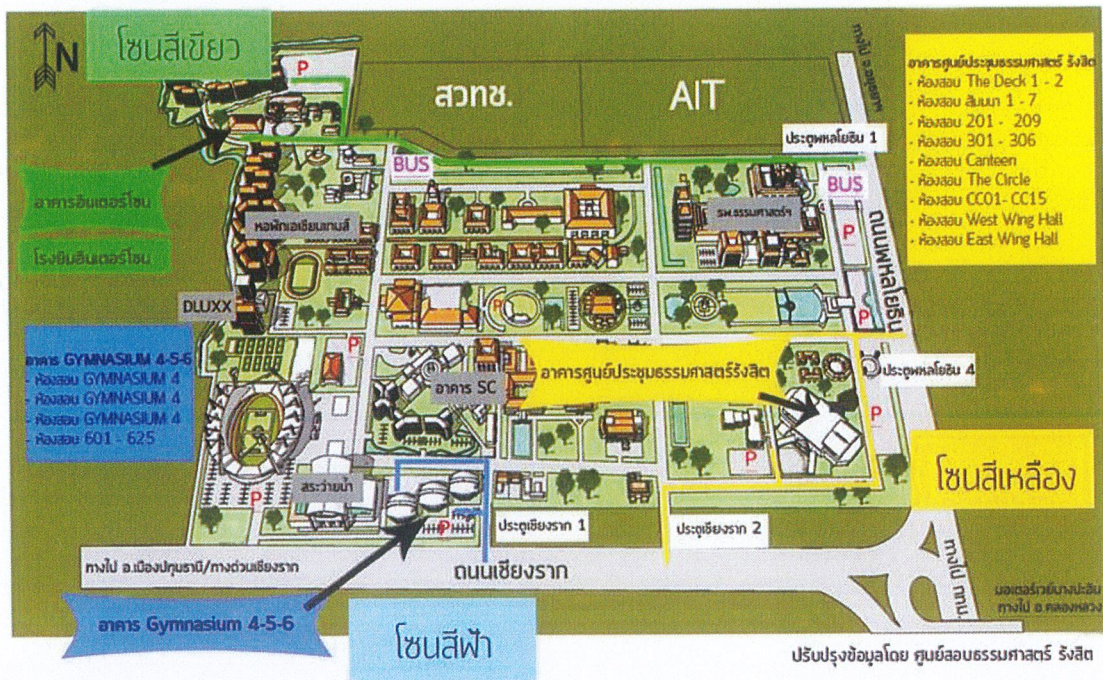 N
โซนสีเขียว
P
สวทช.
AIT
ทางไป จ.อยุธยา
อาคารศูนย์ประชุมธรรมศาสตร์ รังสิต
- ห้องสอบ The Deck 1 - 2
- ห้องสอบ สัมมนา 1 - 7
- ห้องสอบ 201 - 209
- ห้องสอบ 301 - 306
- ห้องสอบ Canteen
- ห้องสอบ The Circle
- ห้องสอบ CC01- CC15
- ห้องสอบ West Wing Hall
- ห้องสอบ East Wing Hall
ประตูพหลโยธิน 1
BUS
BUS
อาคารอินเตอร์โซน
โรงยิมอินเตอร์โซน
หอพักเอเชียนเกมส์
รพ.ธรรมศาสตร์ฯ
P
ถนนพหลโยธิน
DLUXX
P
P
P
อาคาร GYMNASIUM 4-5-6
- ห้องสอบ GYMNASIUM 4
- ห้องสอบ GYMNASIUM 4
- ห้องสอบ GYMNASIUM 4
- ห้องสอบ 601 - 625
อาคาร SC
อาคารศูนย์ประชุมธรรมศาสตร์รังสิต
ประตูพหลโยธิน 4
P
P
โซนสีเหลือง
สระว่ายน้ำ
P
P
ประตูเชียงราก 1
ประตูเชียงราก 2
ทางไป อ.เมืองปทุมธานี/ทางด่วนเชียงราก
ถนนเชียงราก
ทางไป กทม.
มอเตอร์เวย์บางปะอิน
ทางไป อ.คลองหลวง
อาคาร Gymnasium 4-5-6
โซนสีฟ้า
ปรับปรุงข้อมูลโดย ศูนย์สอบธรรมศาสตร์ รังสิต